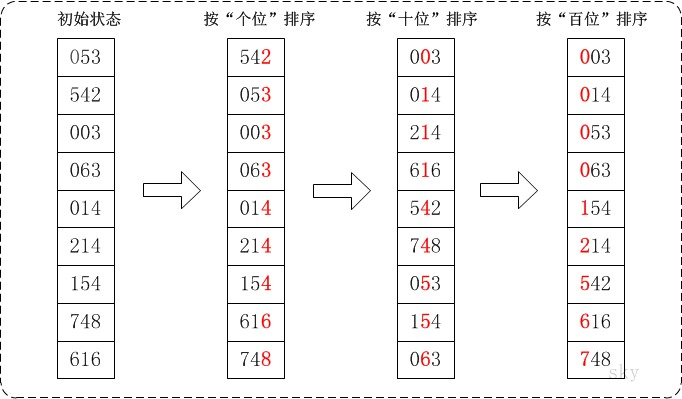 初始状态 按“个位”排序 按“十位”排序 按“百位”排序
053 542 003 003
542 053 014 014
003 003 214 053
063 063 616 063
014 014 542 154
214 214 748 214
154 154 053 542
748 616 154 616
616 748 063 748
sky